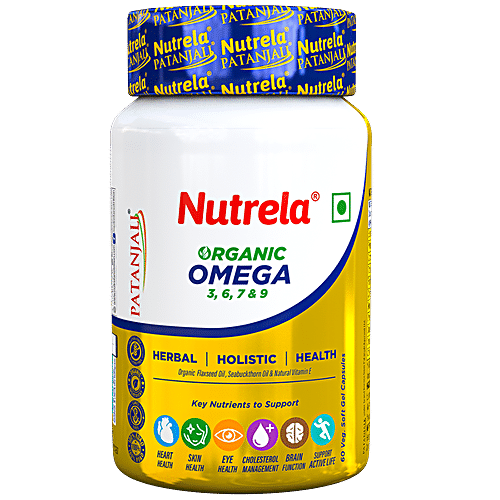 Nutrela® Nutrela®
PATANJALI PATANJALI
Nutrela® Nutrela®
PATANJALI PATANJALI
Nutrela® Nutrela®
PATANJALI®
Nutrela®
ORGANIC
OMEGA
3, 6, 7 & 9
HERBAL | HOLISTIC | HEALTH
Organic Flaxseed Oil, Seabuckthorn Oil & Natural Vitamin E
Key Nutrients to Support
HEART HEALTH
SKIN HEALTH
EYE HEALTH
CHOLESTEROL MANAGEMENT
BRAIN FUNCTION
SUPPORT ACTIVE LIFE
60 Veg. Soft Gel Capsules